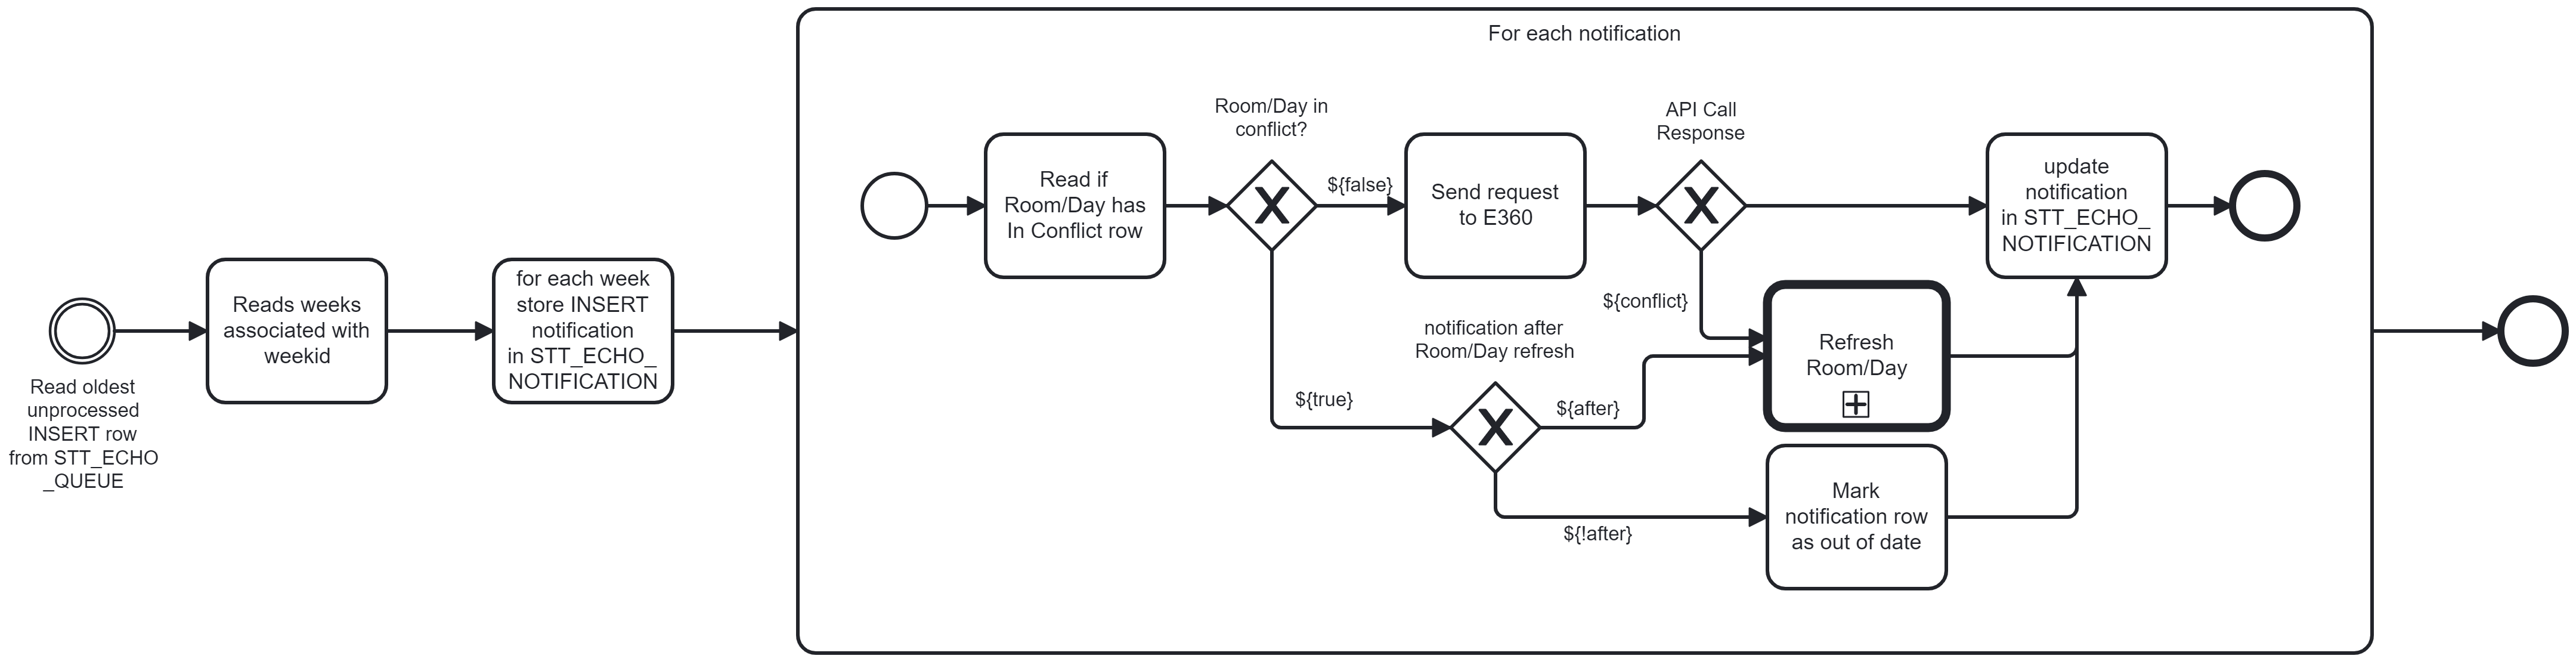 For each notification
Room/Day in
conflict?
API Call
Response
Read if
Room/Day has
In Conflict row
${false}
Send request
to E360
update
notification
in STT_ECHO_
NOTIFICATION
Reads weeks
associated with
weekid
for each week
store INSERT
notification
in STT_ECHO_
NOTIFICATION
${conflict}
notification after
Room/Day refresh
Refresh
Room/Day
Read oldest
unprocessed
INSERT row
from STT_ECHO
_QUEUE
${true}
${after}
Mark
notification row
as out of date
${!after}